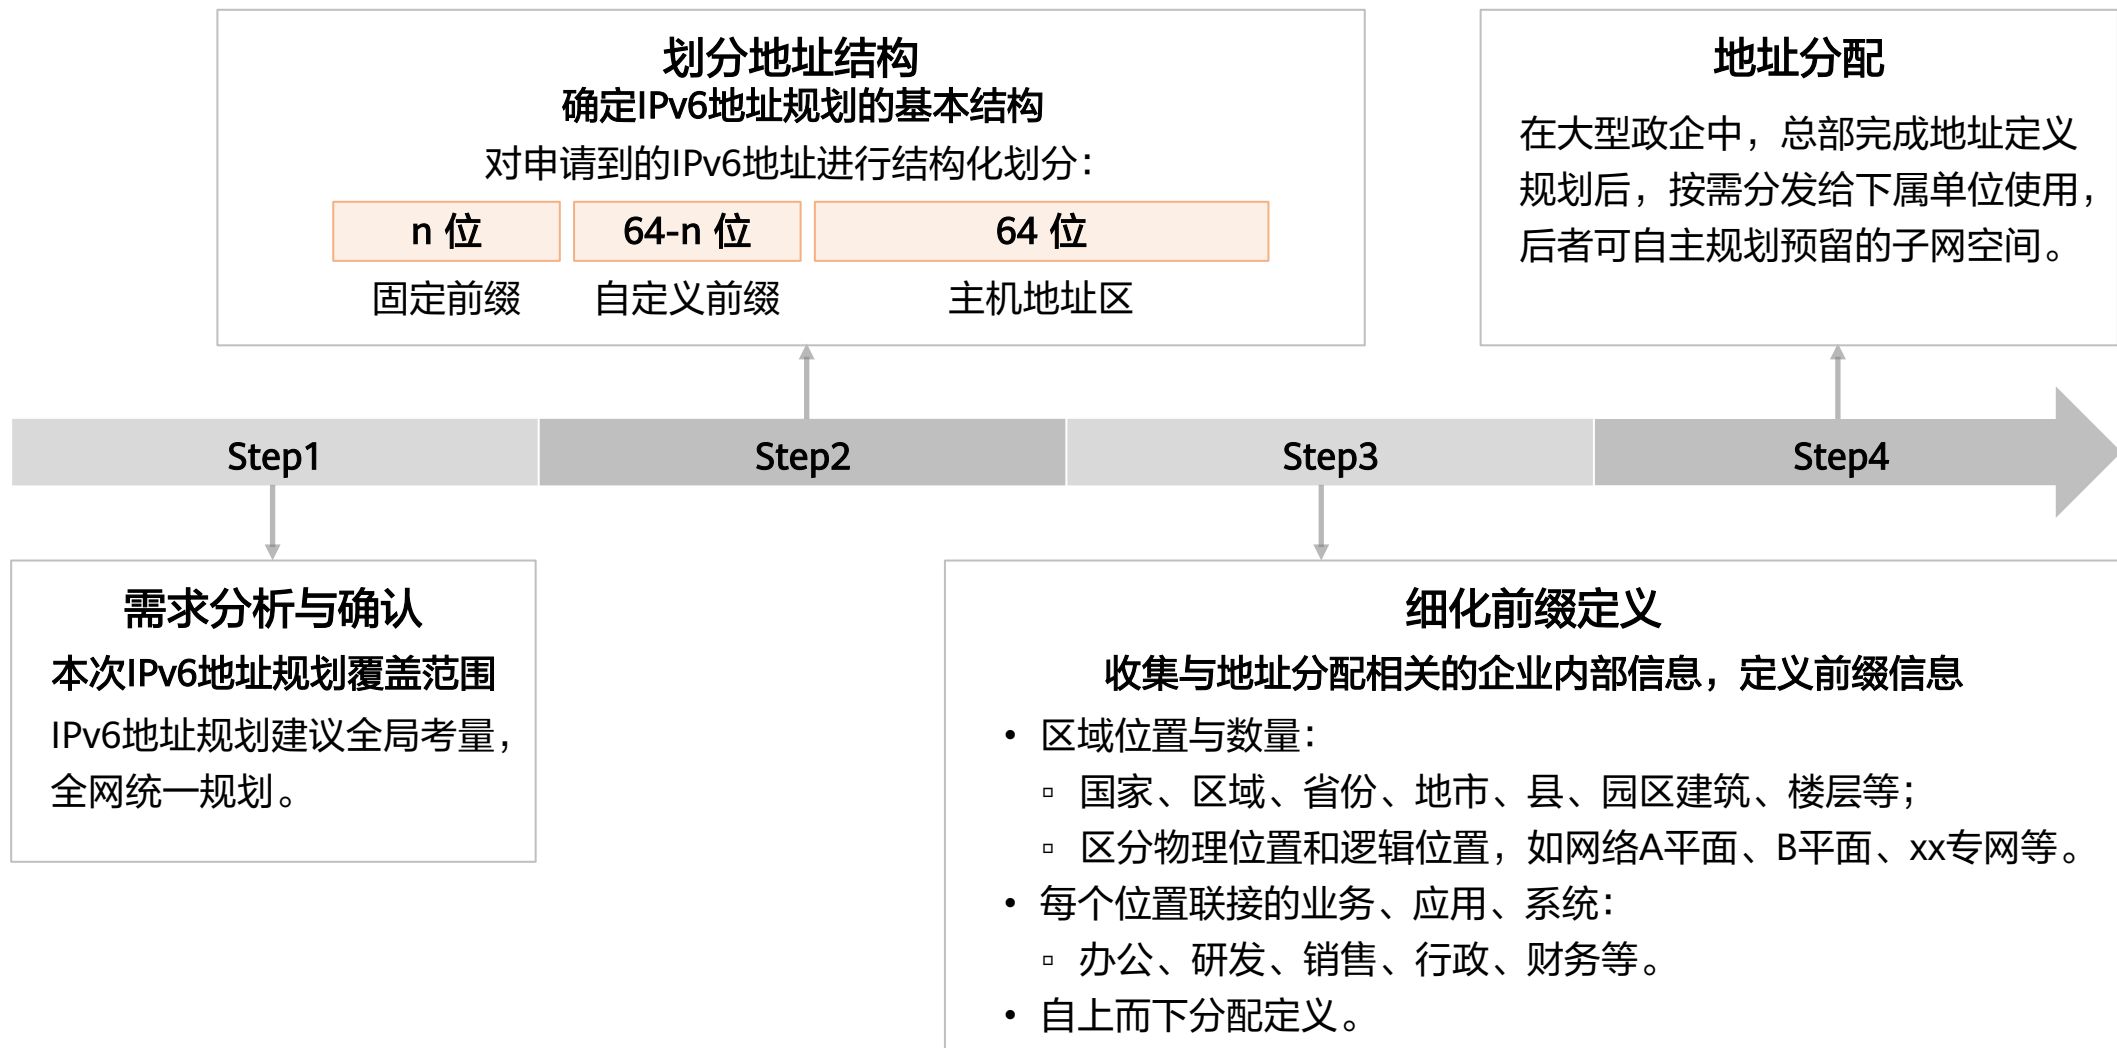 划分地址结构
确定IPv6地址规划的基本结构
对申请到的IPv6地址进行结构化划分：
n 位
64-n 位
64 位
固定前缀
自定义前缀
主机地址区
地址分配
在大型政企中，总部完成地址定义
规划后，按需分发给下属单位使用，
后者可自主规划预留的子网空间。
Step1
Step2
Step3
Step4
需求分析与确认
本次IPv6地址规划覆盖范围
IPv6地址规划建议全局考量，
全网统一规划。
细化前缀定义
收集与地址分配相关的企业内部信息，定义前缀信息
• 区域位置与数量：
▫ 国家、区域、省份、地市、县、园区建筑、楼层等；
▫ 区分物理位置和逻辑位置，如网络A平面、B平面、xx专网等。
• 每个位置联接的业务、应用、系统：
▫ 办公、研发、销售、行政、财务等。
• 自上而下分配定义。